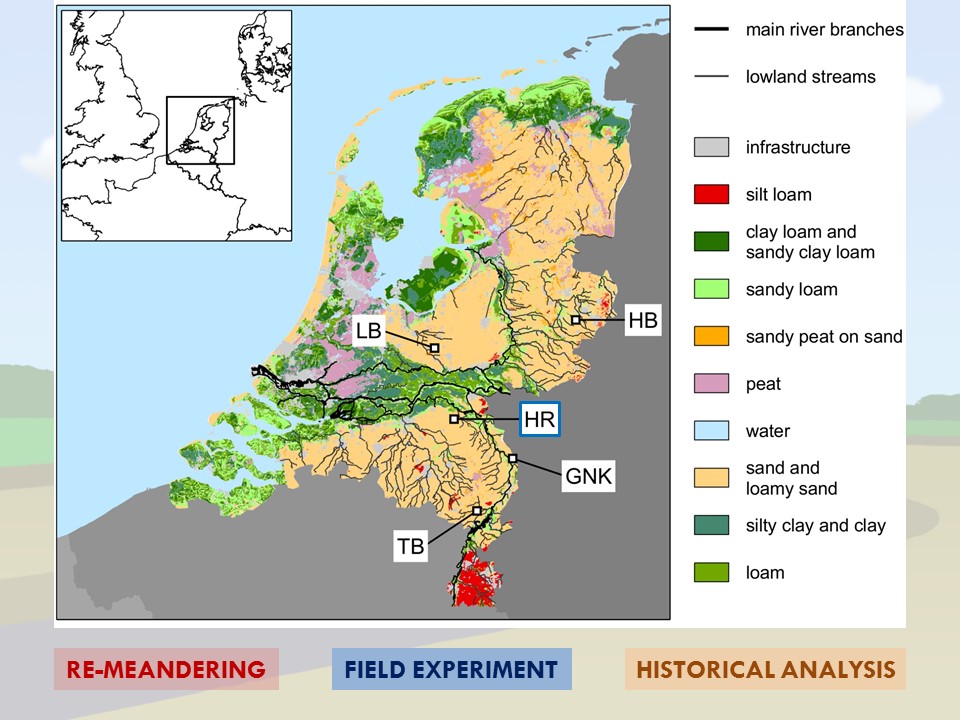 main river branches
lowland streams
infrastructure
silt loam
clay loam and
sandy clay loam
sandy loam
sandy peat on sand
peat
water
sand and
loamy sand
silty clay and clay
loam
LB
HB
HR
GNK
TB
RE-MEANDERING
FIELD EXPERIMENT
HISTORICAL ANALYSIS